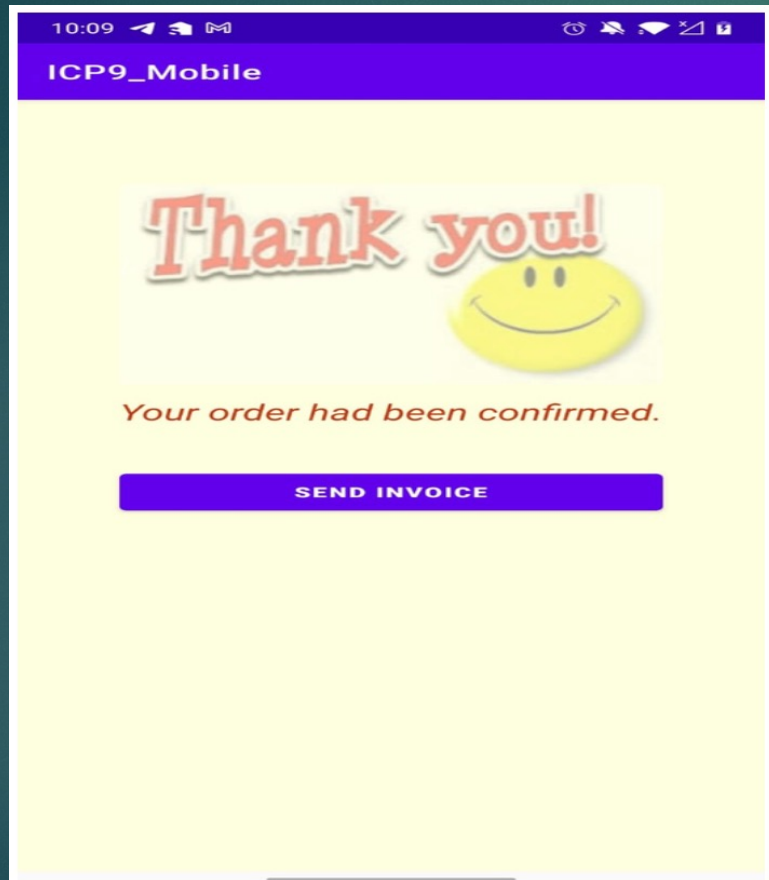 10:09
ICP9_Mobile
Thank you!
Your order had been confirmed.
SEND INVOICE